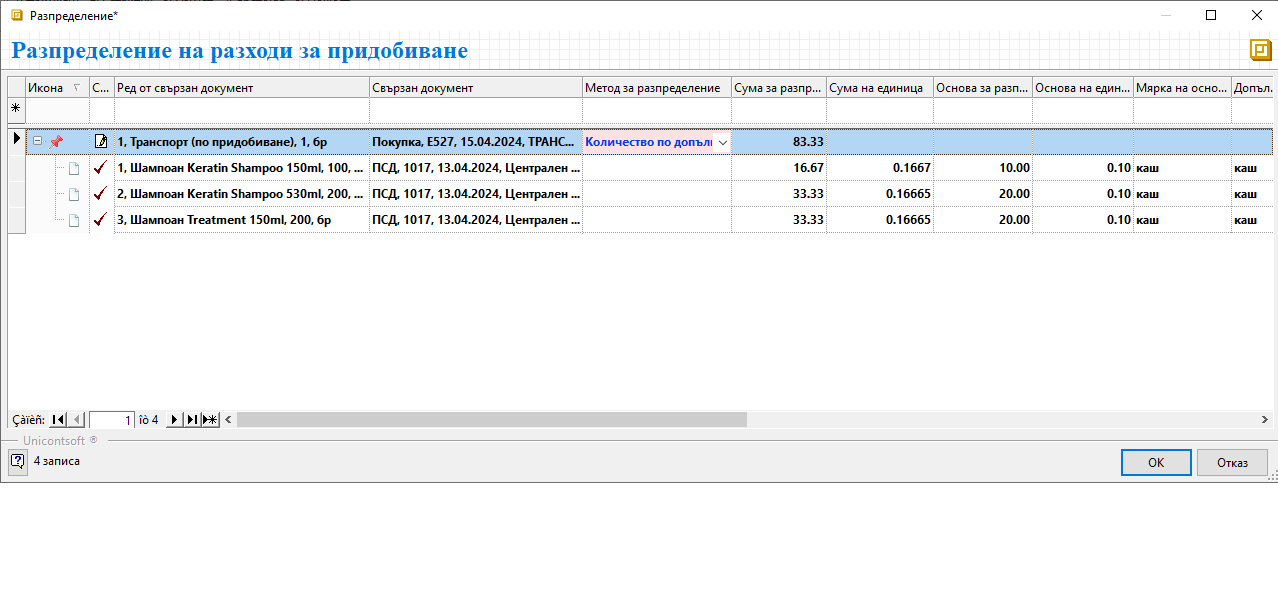 Разпределение*
Разпределение на разходи за придобиване
Икона С... Ред от свързан документ Свързан документ Метод за разпределение Сума за разпр... Сума на единица Основа за разп... Основа на един... Мярка на осно... Допъл.
1, Транспорт (по придобиване), 1, бр Покупка, E527, 15.04.2024, ТРАНС... Количество по допъл 83.33
1, Шампоан Keratin Shampoo 150ml, 100, ... ПСД, 1017, 13.04.2024, Централен ... 16.67 0.1667 10.00 0.10 каш каш
2, Шампоан Keratin Shampoo 530ml, 200, ... ПСД, 1017, 13.04.2024, Централен ... 33.33 0.16665 20.00 0.10 каш каш
3, Шампоан Treatment 150ml, 200, бр ПСД, 1017, 13.04.2024, Централен ... 33.33 0.16665 20.00 0.10 каш каш
Çàïèñ: 1 îò 4
Unicontsoft ®
4 записа
OK Отказ